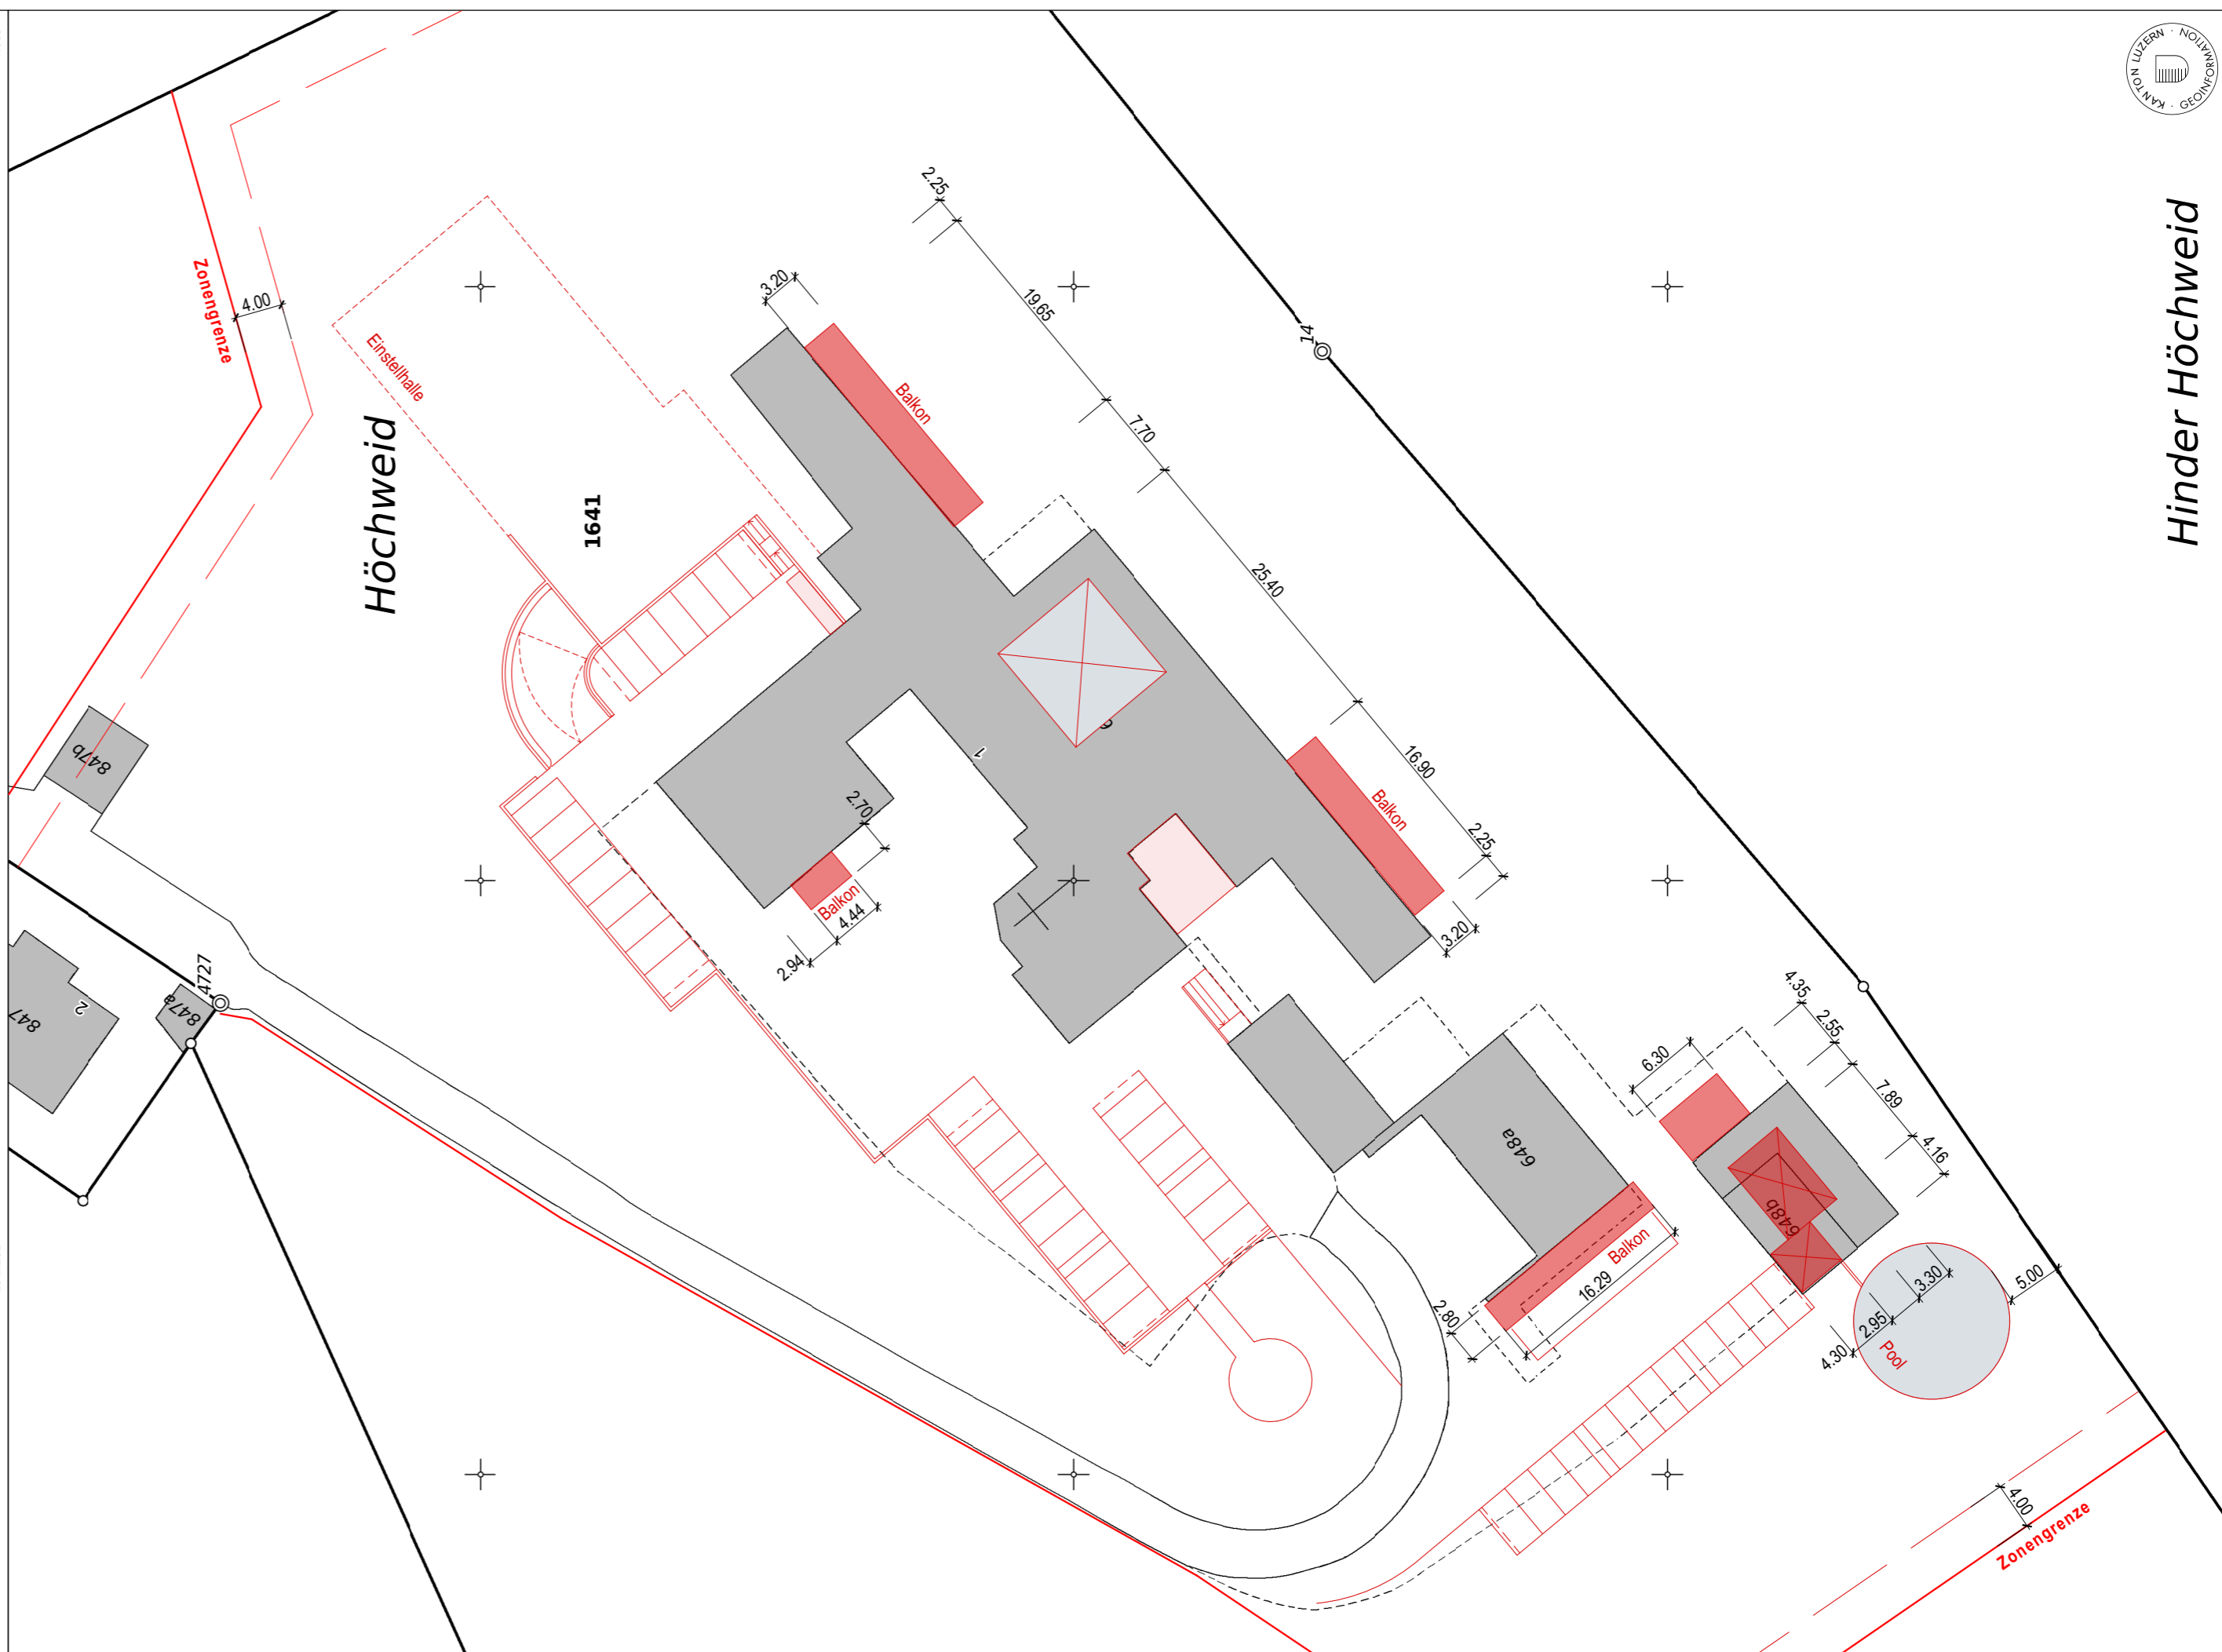 KANTON LUZERN · GEOINFORMATION ·
Hinder Höchweid
Höchweid
1641
Zonengrenze
4.00
Einstellhalle
2.25
3.20
19.65
Balkon
7.70
25.40
14
16.90
2.25
Balkon
3.20
1
2.70
Balkon
4.44
2.94
847b
4727
847a
847
2
4.35
2.55
7.89
4.16
6.30
648a
648b
Balkon
16.29
2.80
5.00
3.30
2.95
4.30
Pool
4.00
Zonengrenze